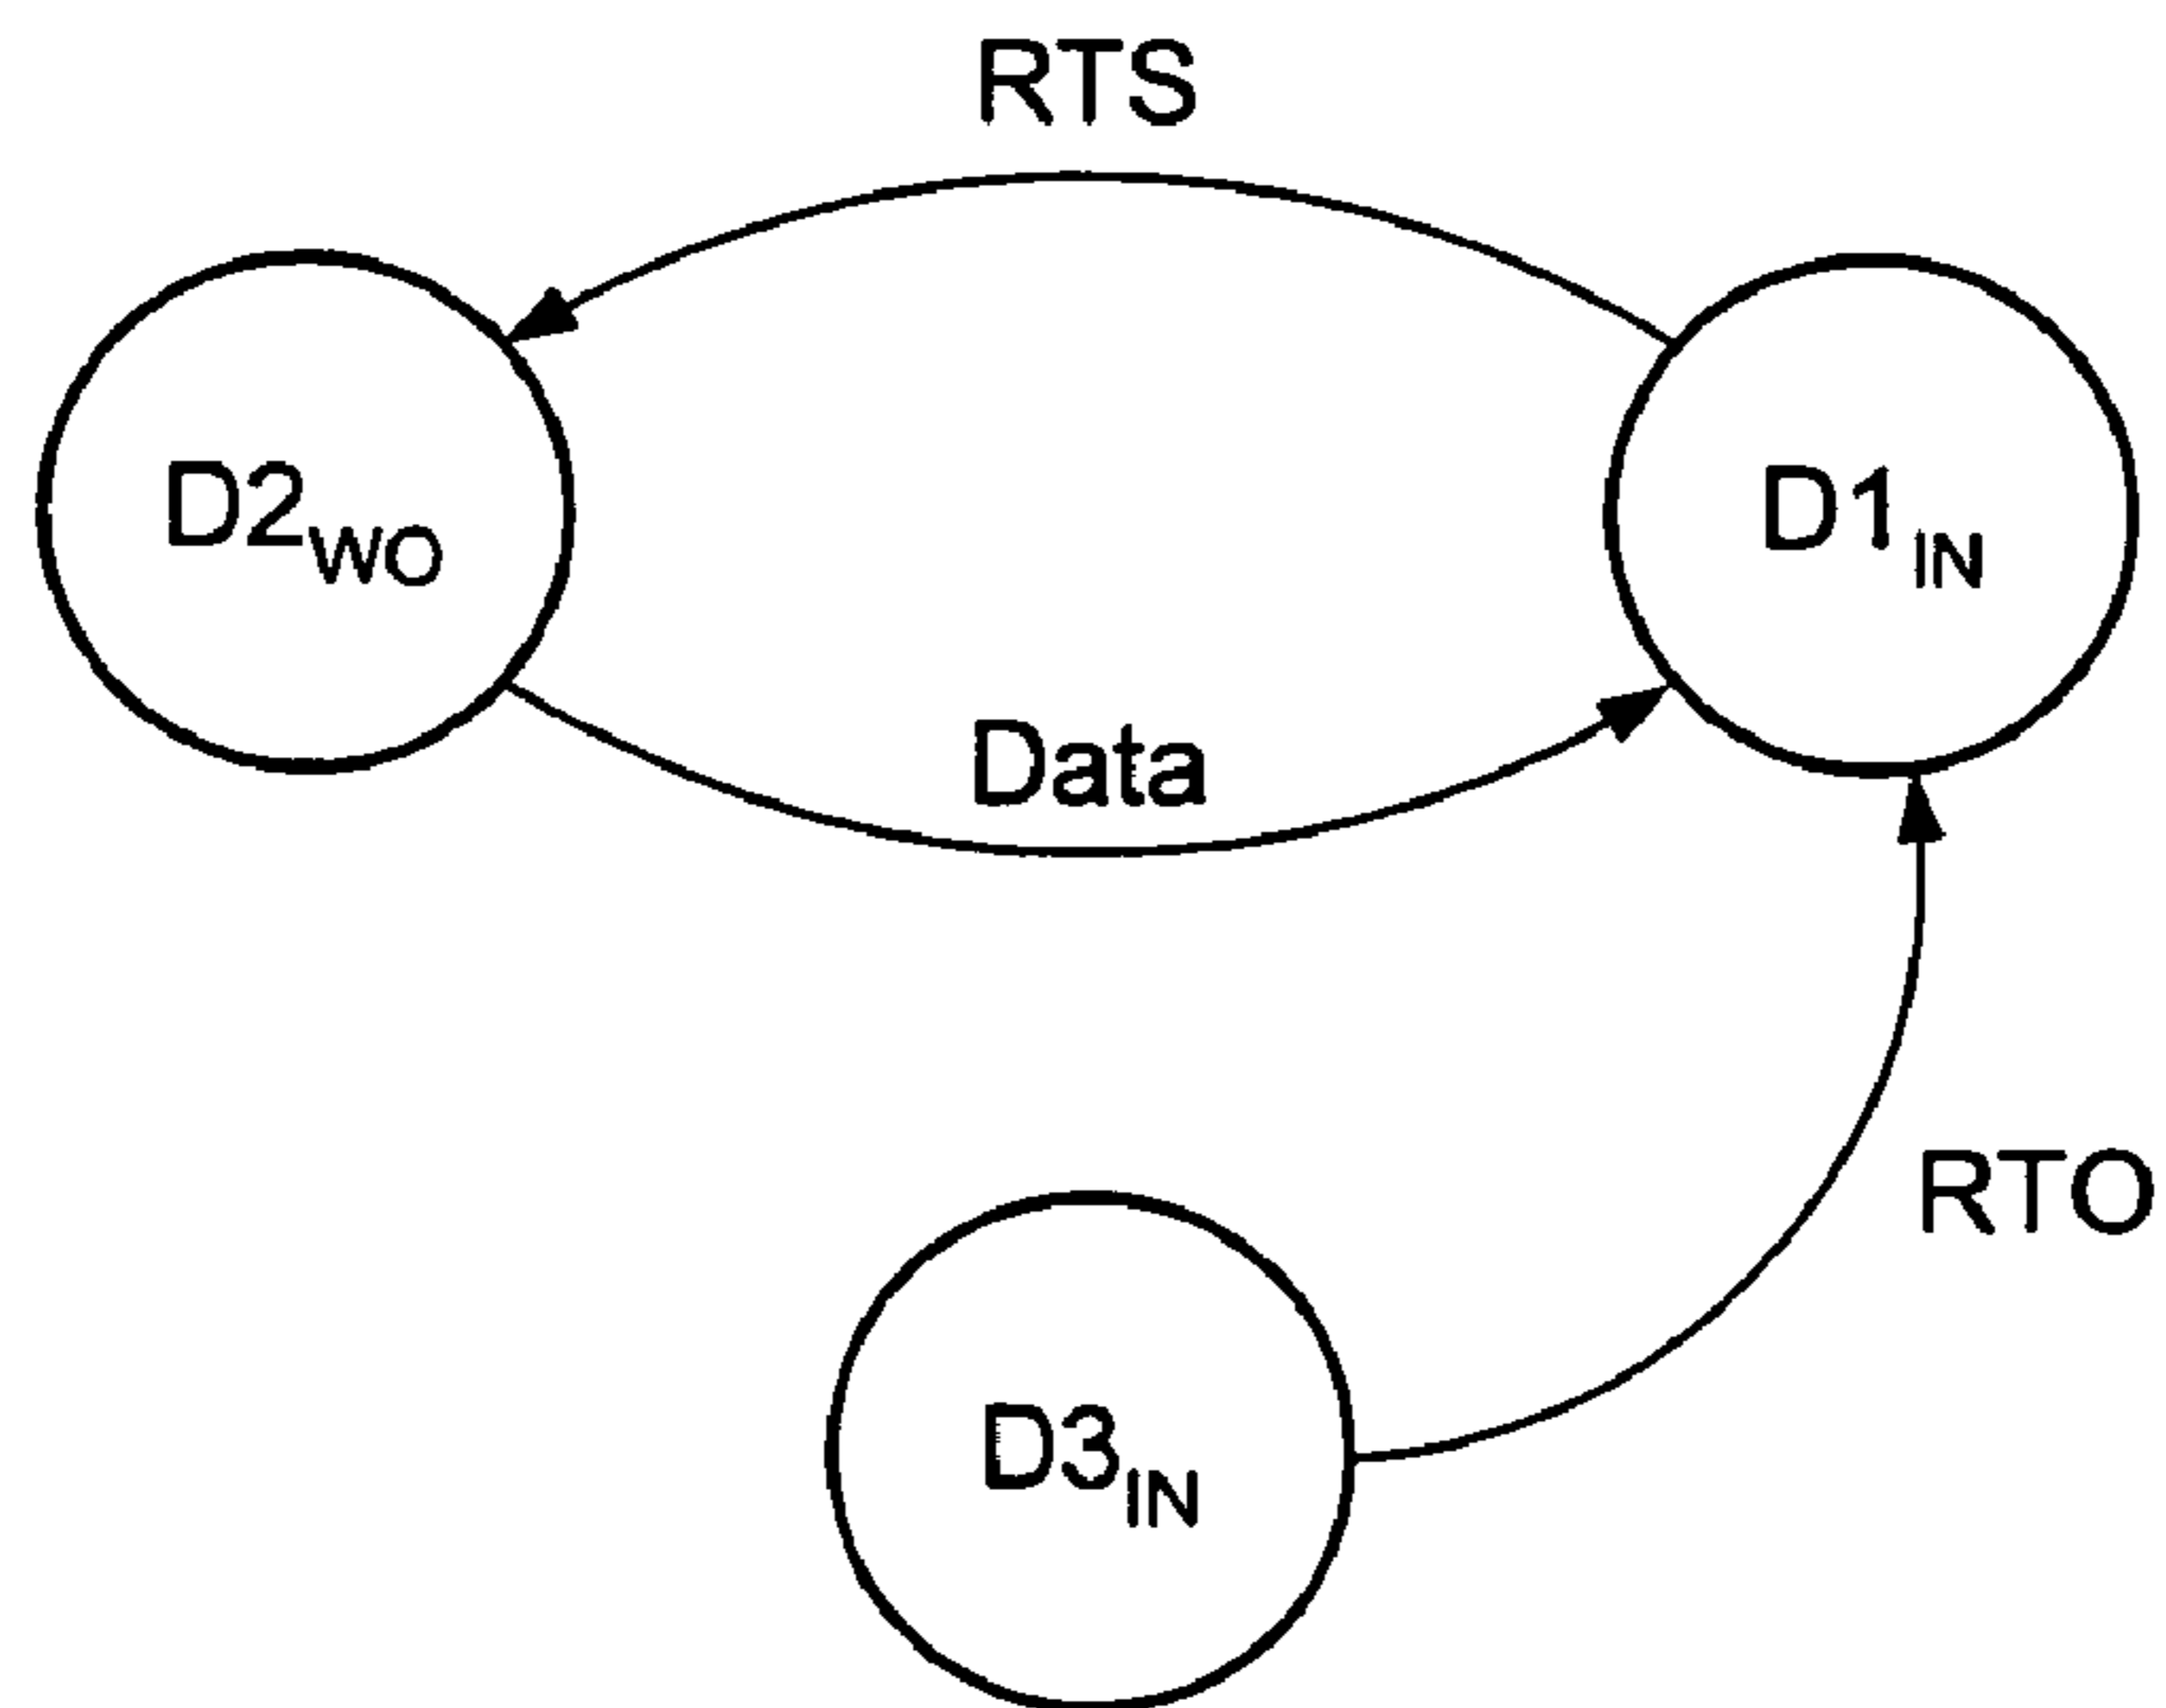 RTS
D2WO
D1IN
Data
RTO
D3IN